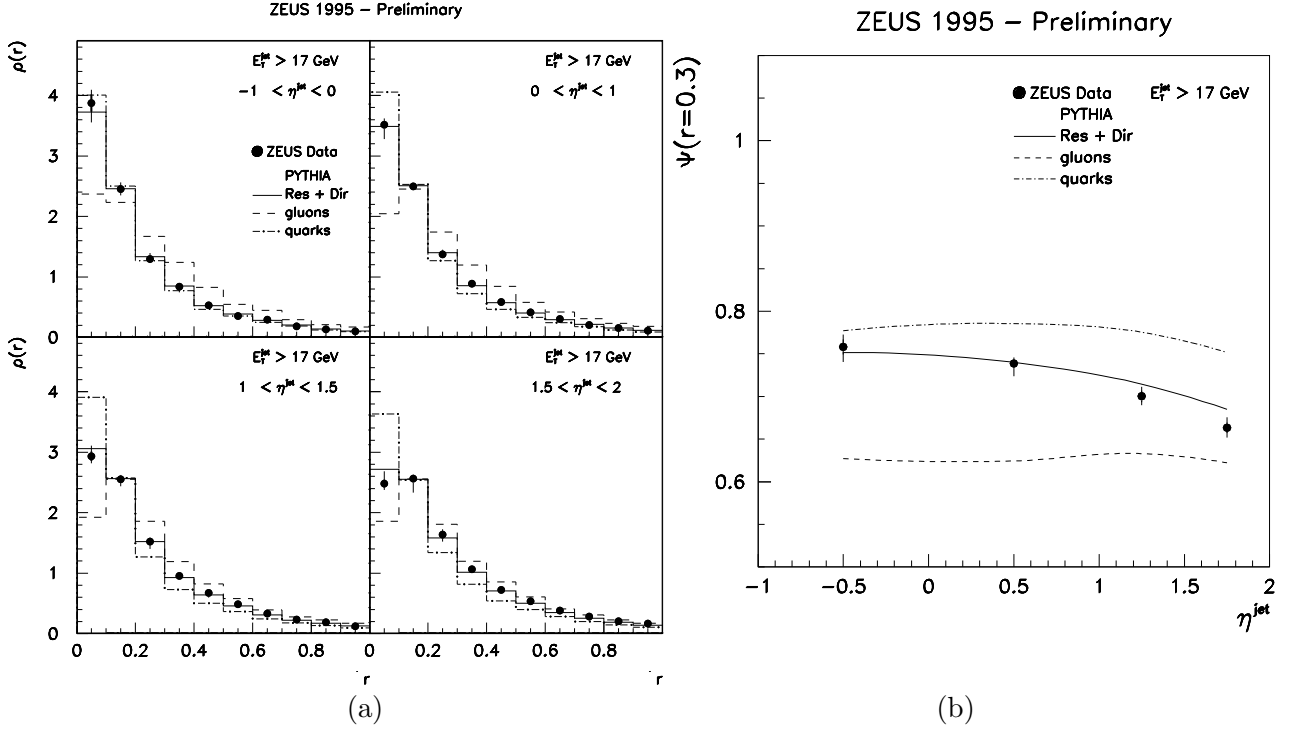 ZEUS 1995 – Preliminary
ρ(r)
E_T^jet > 17 GeV
−1 < η^jet < 0
ZEUS Data
PYTHIA
Res + Dir
gluons
quarks
4
3
2
1
0
E_T^jet > 17 GeV
0 < η^jet < 1
ρ(r)
E_T^jet > 17 GeV
1 < η^jet < 1.5
4
3
2
1
0
E_T^jet > 17 GeV
1.5 < η^jet < 2
0 0.2 0.4 0.6 0.8 0 0.2 0.4 0.6 0.8
r r
(a)
ZEUS 1995 – Preliminary
ψ(r=0.3)
ZEUS Data E_T^jet > 17 GeV
PYTHIA
Res + Dir
gluons
quarks
1
0.8
0.6
−1 −0.5 0 0.5 1 1.5 2
η^jet
(b)